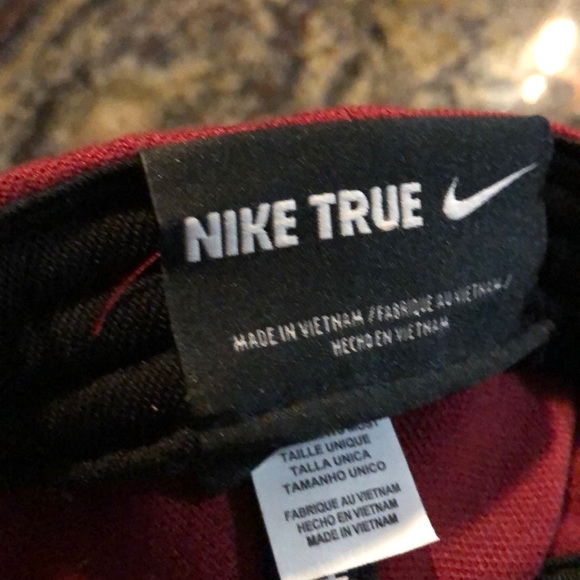 NIKE TRUE
MADE IN VIETNAM / FABRIQUE AU VIETNAM /
HECHO EN VIETNAM
MOST
TAILLE UNIQUE
TALLA UNICA
TAMANHO UNICO
FABRIQUE AU VIETNAM
HECHO EN VIETNAM
MADE IN VIETNAM